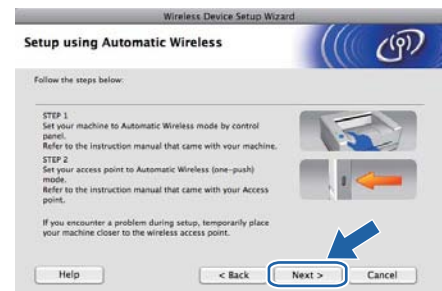 Wireless Device Setup Wizard
Setup using Automatic Wireless
Follow the steps below:
STEP 1
Set your machine to Automatic Wireless mode by control
panel.
Refer to the instruction manual that came with your machine.
STEP 2
Set your access point to Automatic Wireless (one-push)
mode.
Refer to the instruction manual that came with your Access
point.
If you encounter a problem during setup, temporarily place
your machine closer to the wireless access point.
Help
< Back
Next >
Cancel